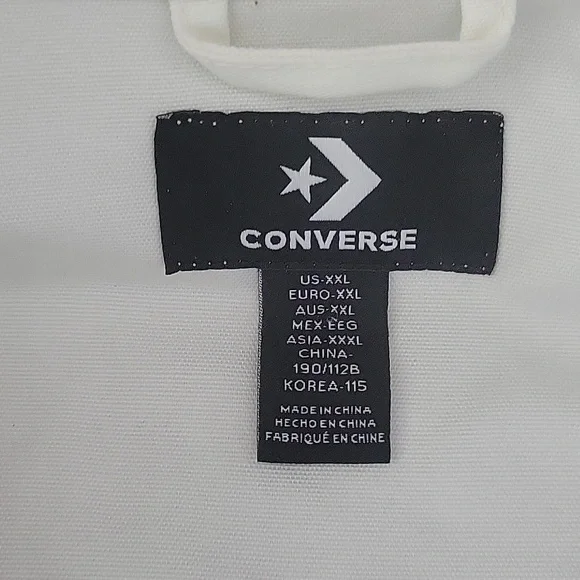 CONVERSE
US-XXL
EURO-XXL
AUS-XXL
MEX-EEG
ASIA-XXXL
CHINA-
190/112B
KOREA-115
MADE IN CHINA
HECHO EN CHINA
FABRIQUÉ EN CHINE